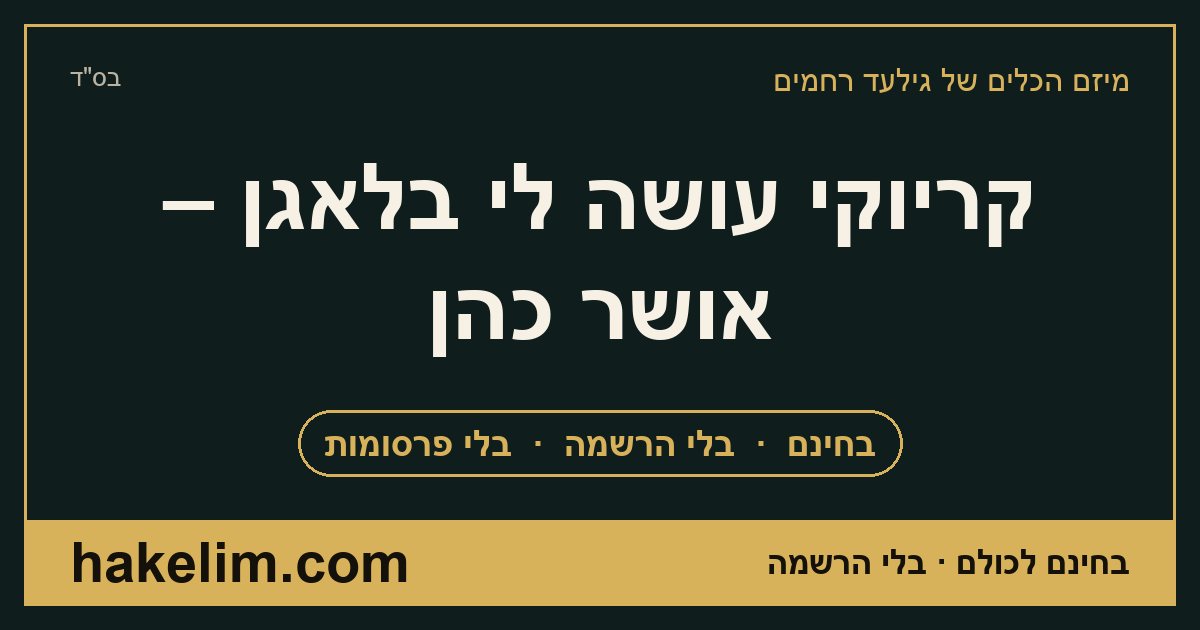 מיזם הכלים של גילעד רחמים
בס"ד
קריוקי עושה לי בלאגן –
אושר כהן
בחינם · בלי הרשמה · בלי פרסומות
בחינם לכולם · בלי הרשמה
hakelim.com